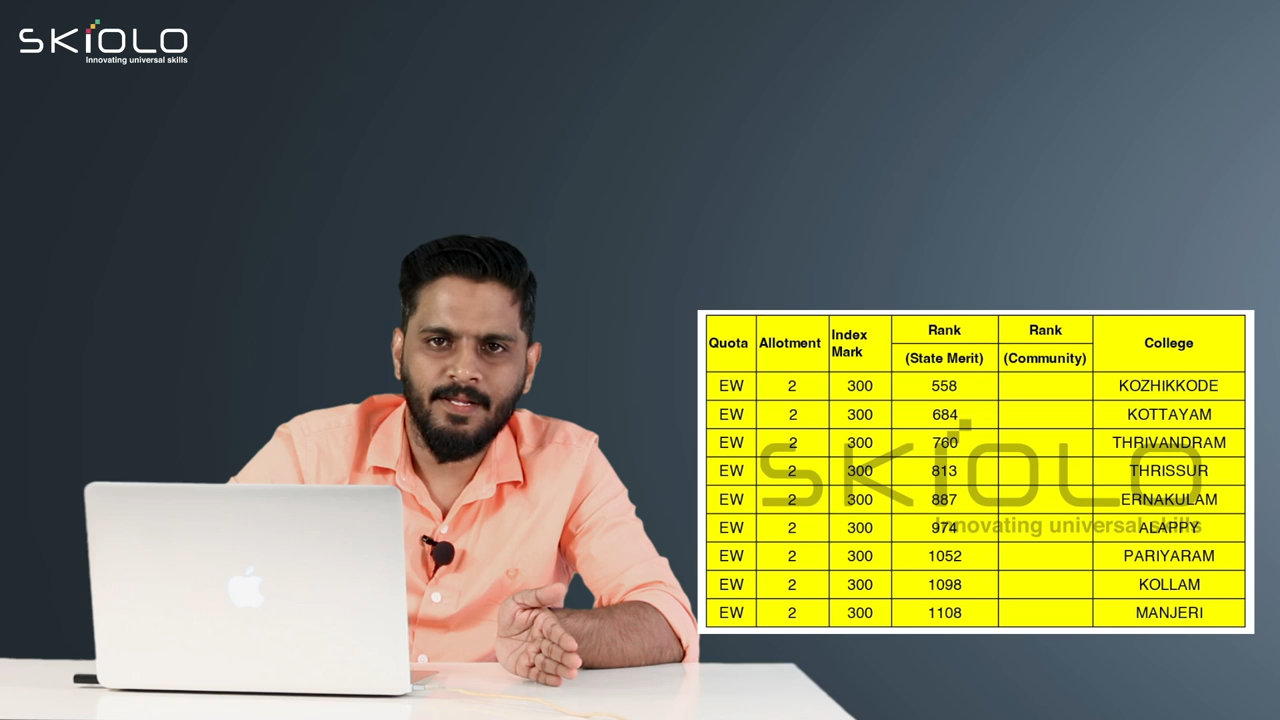 SKIOLO
Innovating universal skills
Quota Allotment Index Mark Rank (State Merit) Rank (Community) College
EW 2 300 558 KOZHIKKODE
EW 2 300 684 KOTTAYAM
EW 2 300 760 THRIVANDRAM
EW 2 300 813 THRISSUR
EW 2 300 887 ERNAKULAM
EW 2 300 974 ALAPPY
EW 2 300 1052 PARIYARAM
EW 2 300 1098 KOLLAM
EW 2 300 1108 MANJERI
SKIOLO
Innovating universal skills